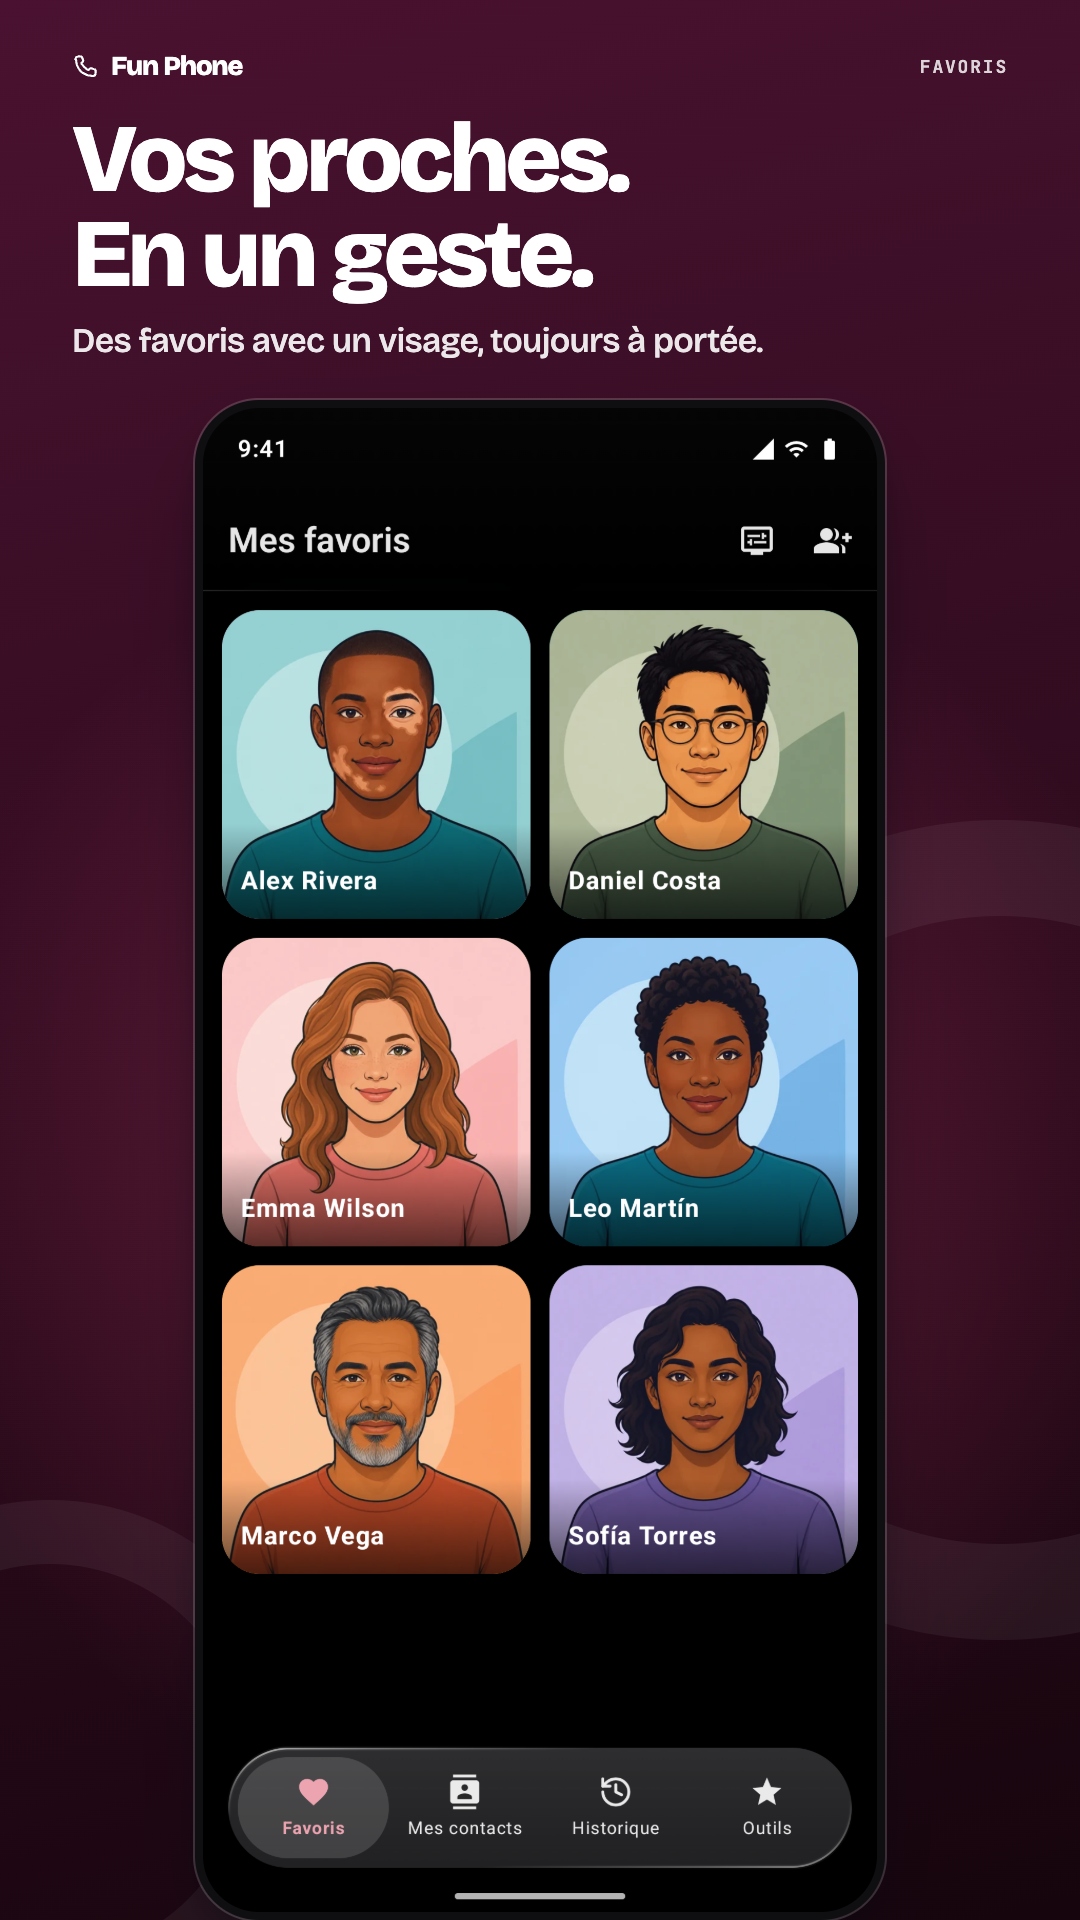 Fun Phone
FAVORIS
Vos proches.
En un geste.
Des favoris avec un visage, toujours à portée.
9:41
Mes favoris
Alex Rivera
Daniel Costa
Emma Wilson
Leo Martín
Marco Vega
Sofía Torres
Favoris
Mes contacts
Historique
Outils